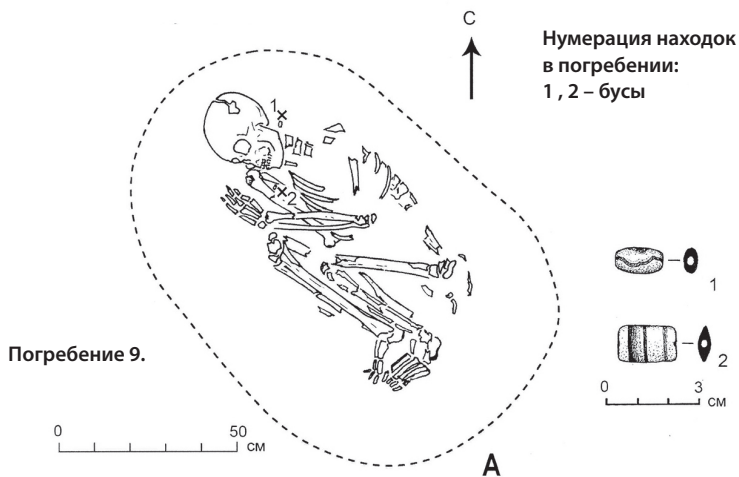 С
Нумерация находок
в погребении:
1 , 2 – бусы
1
2
1
2
Погребение 9.
0 3
см
0 50
см
А